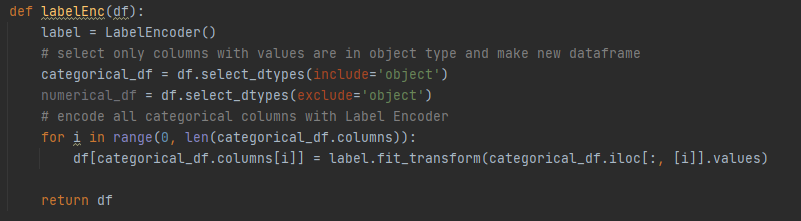 def labelEnc(df):
    label = LabelEncoder()
    # select only columns with values are in object type and make new dataframe
    categorical_df = df.select_dtypes(include='object')
    numerical_df = df.select_dtypes(exclude='object')
    # encode all categorical columns with Label Encoder
    for i in range(0, len(categorical_df.columns)):
        df[categorical_df.columns[i]] = label.fit_transform(categorical_df.iloc[:, [i]].values)
    return df